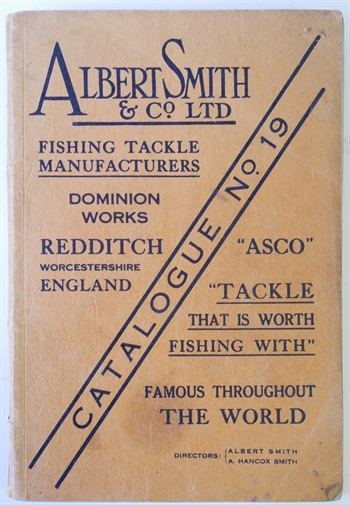 ALBERT SMITH
& Co LTD
FISHING TACKLE
MANUFACTURERS
DOMINION
WORKS
REDDITCH
WORCESTERSHIRE
ENGLAND
CATALOGUE No 19
"ASCO"
"TACKLE
THAT IS WORTH
FISHING WITH"
FAMOUS THROUGHOUT
THE WORLD
DIRECTORS: { ALBERT SMITH
A. HANCOX SMITH